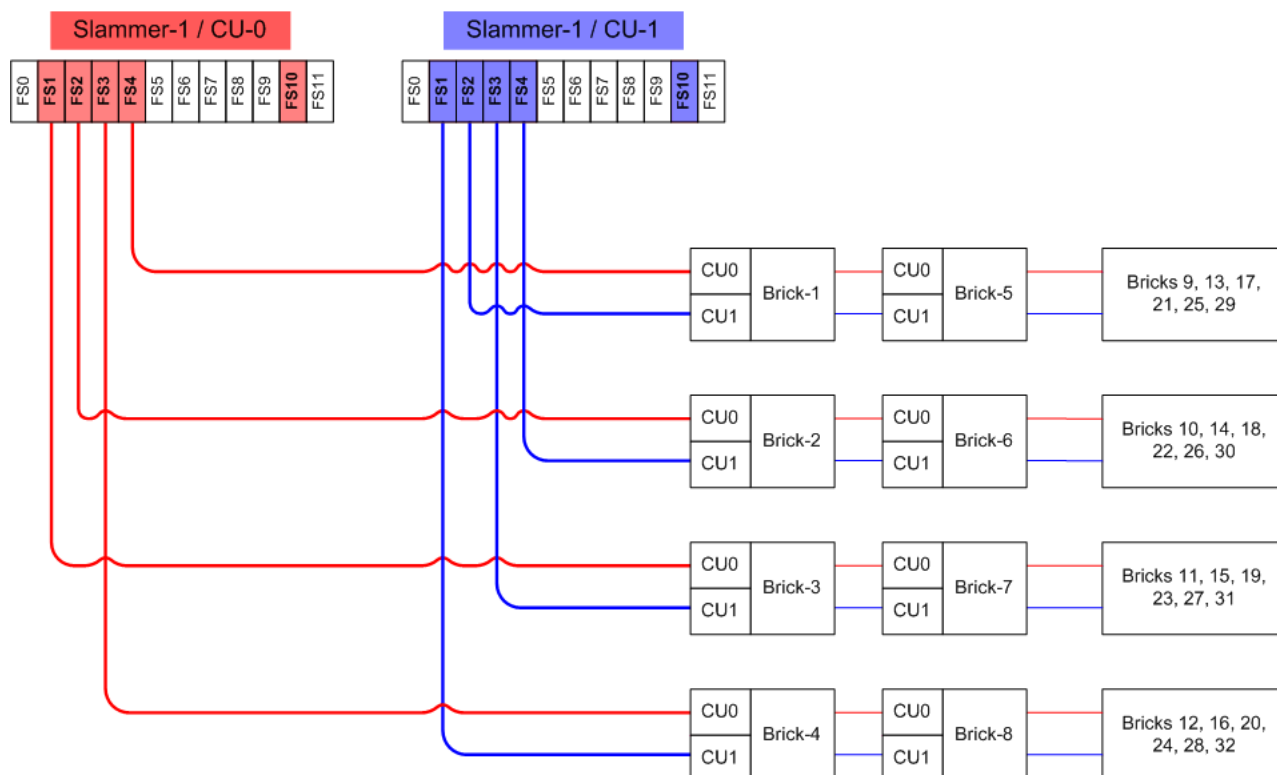 Slammer-1 / CU-0
Slammer-1 / CU-1
FS0 FS1 FS2 FS3 FS4 FS5 FS6 FS7 FS8 FS9 FS10 FS11
FS0 FS1 FS2 FS3 FS4 FS5 FS6 FS7 FS8 FS9 FS10 FS11
CU0
CU1
Brick-1
CU0
CU1
Brick-5
Bricks 9, 13, 17,
21, 25, 29
CU0
CU1
Brick-2
CU0
CU1
Brick-6
Bricks 10, 14, 18,
22, 26, 30
CU0
CU1
Brick-3
CU0
CU1
Brick-7
Bricks 11, 15, 19,
23, 27, 31
CU0
CU1
Brick-4
CU0
CU1
Brick-8
Bricks 12, 16, 20,
24, 28, 32